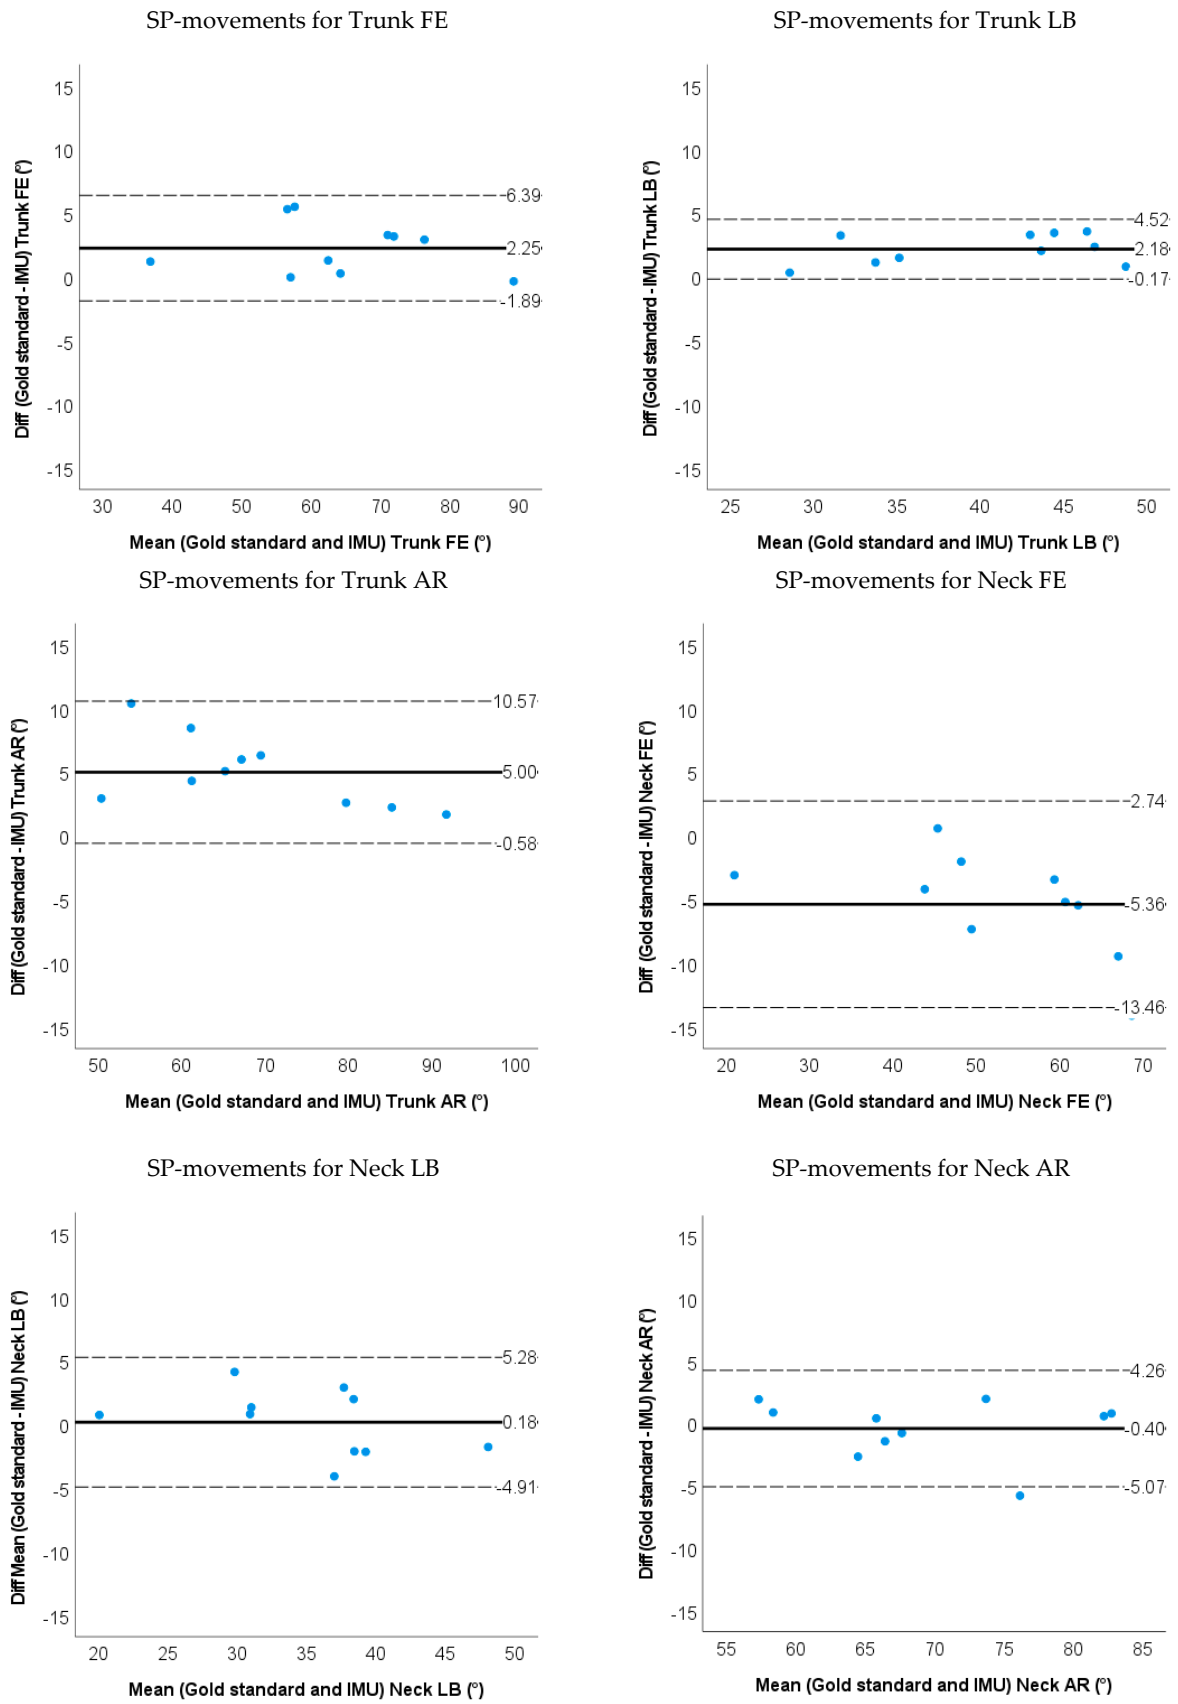 SP-movements for Trunk FE
15
10
5
0
-5
-10
-15
6.39
2.25
-1.89
Diff (Gold standard - IMU) Trunk FE (°)
30 40 50 60 70 80 90
Mean (Gold standard and IMU) Trunk FE (°)
SP-movements for Trunk LB
15
10
5
0
-5
-10
-15
4.52
2.18
-0.17
Diff (Gold standard - IMU) Trunk LB (°)
25 30 35 40 45 50
Mean (Gold standard and IMU) Trunk LB (°)
SP-movements for Trunk AR
15
10
5
0
-5
-10
-15
10.57
5.00
-0.58
Diff (Gold standard - IMU) Trunk AR (°)
50 60 70 80 90 100
Mean (Gold standard and IMU) Trunk AR (°)
SP-movements for Neck FE
15
10
5
0
-5
-10
-15
2.74
-5.36
-13.46
Diff (Gold standard - IMU) Neck FE (°)
20 30 40 50 60 70
Mean (Gold standard and IMU) Neck FE (°)
SP-movements for Neck LB
15
10
5
0
-5
-10
-15
5.28
0.18
-4.91
Diff Mean (Gold standard - IMU) Neck LB (°)
20 30 40 50
Mean (Gold standard and IMU) Neck LB (°)
SP-movements for Neck AR
15
10
5
0
-5
-10
-15
4.26
-0.40
-5.07
Diff (Gold standard - IMU) Neck AR (°)
55 60 65 70 75 80 85
Mean (Gold standard and IMU) Neck AR (°)